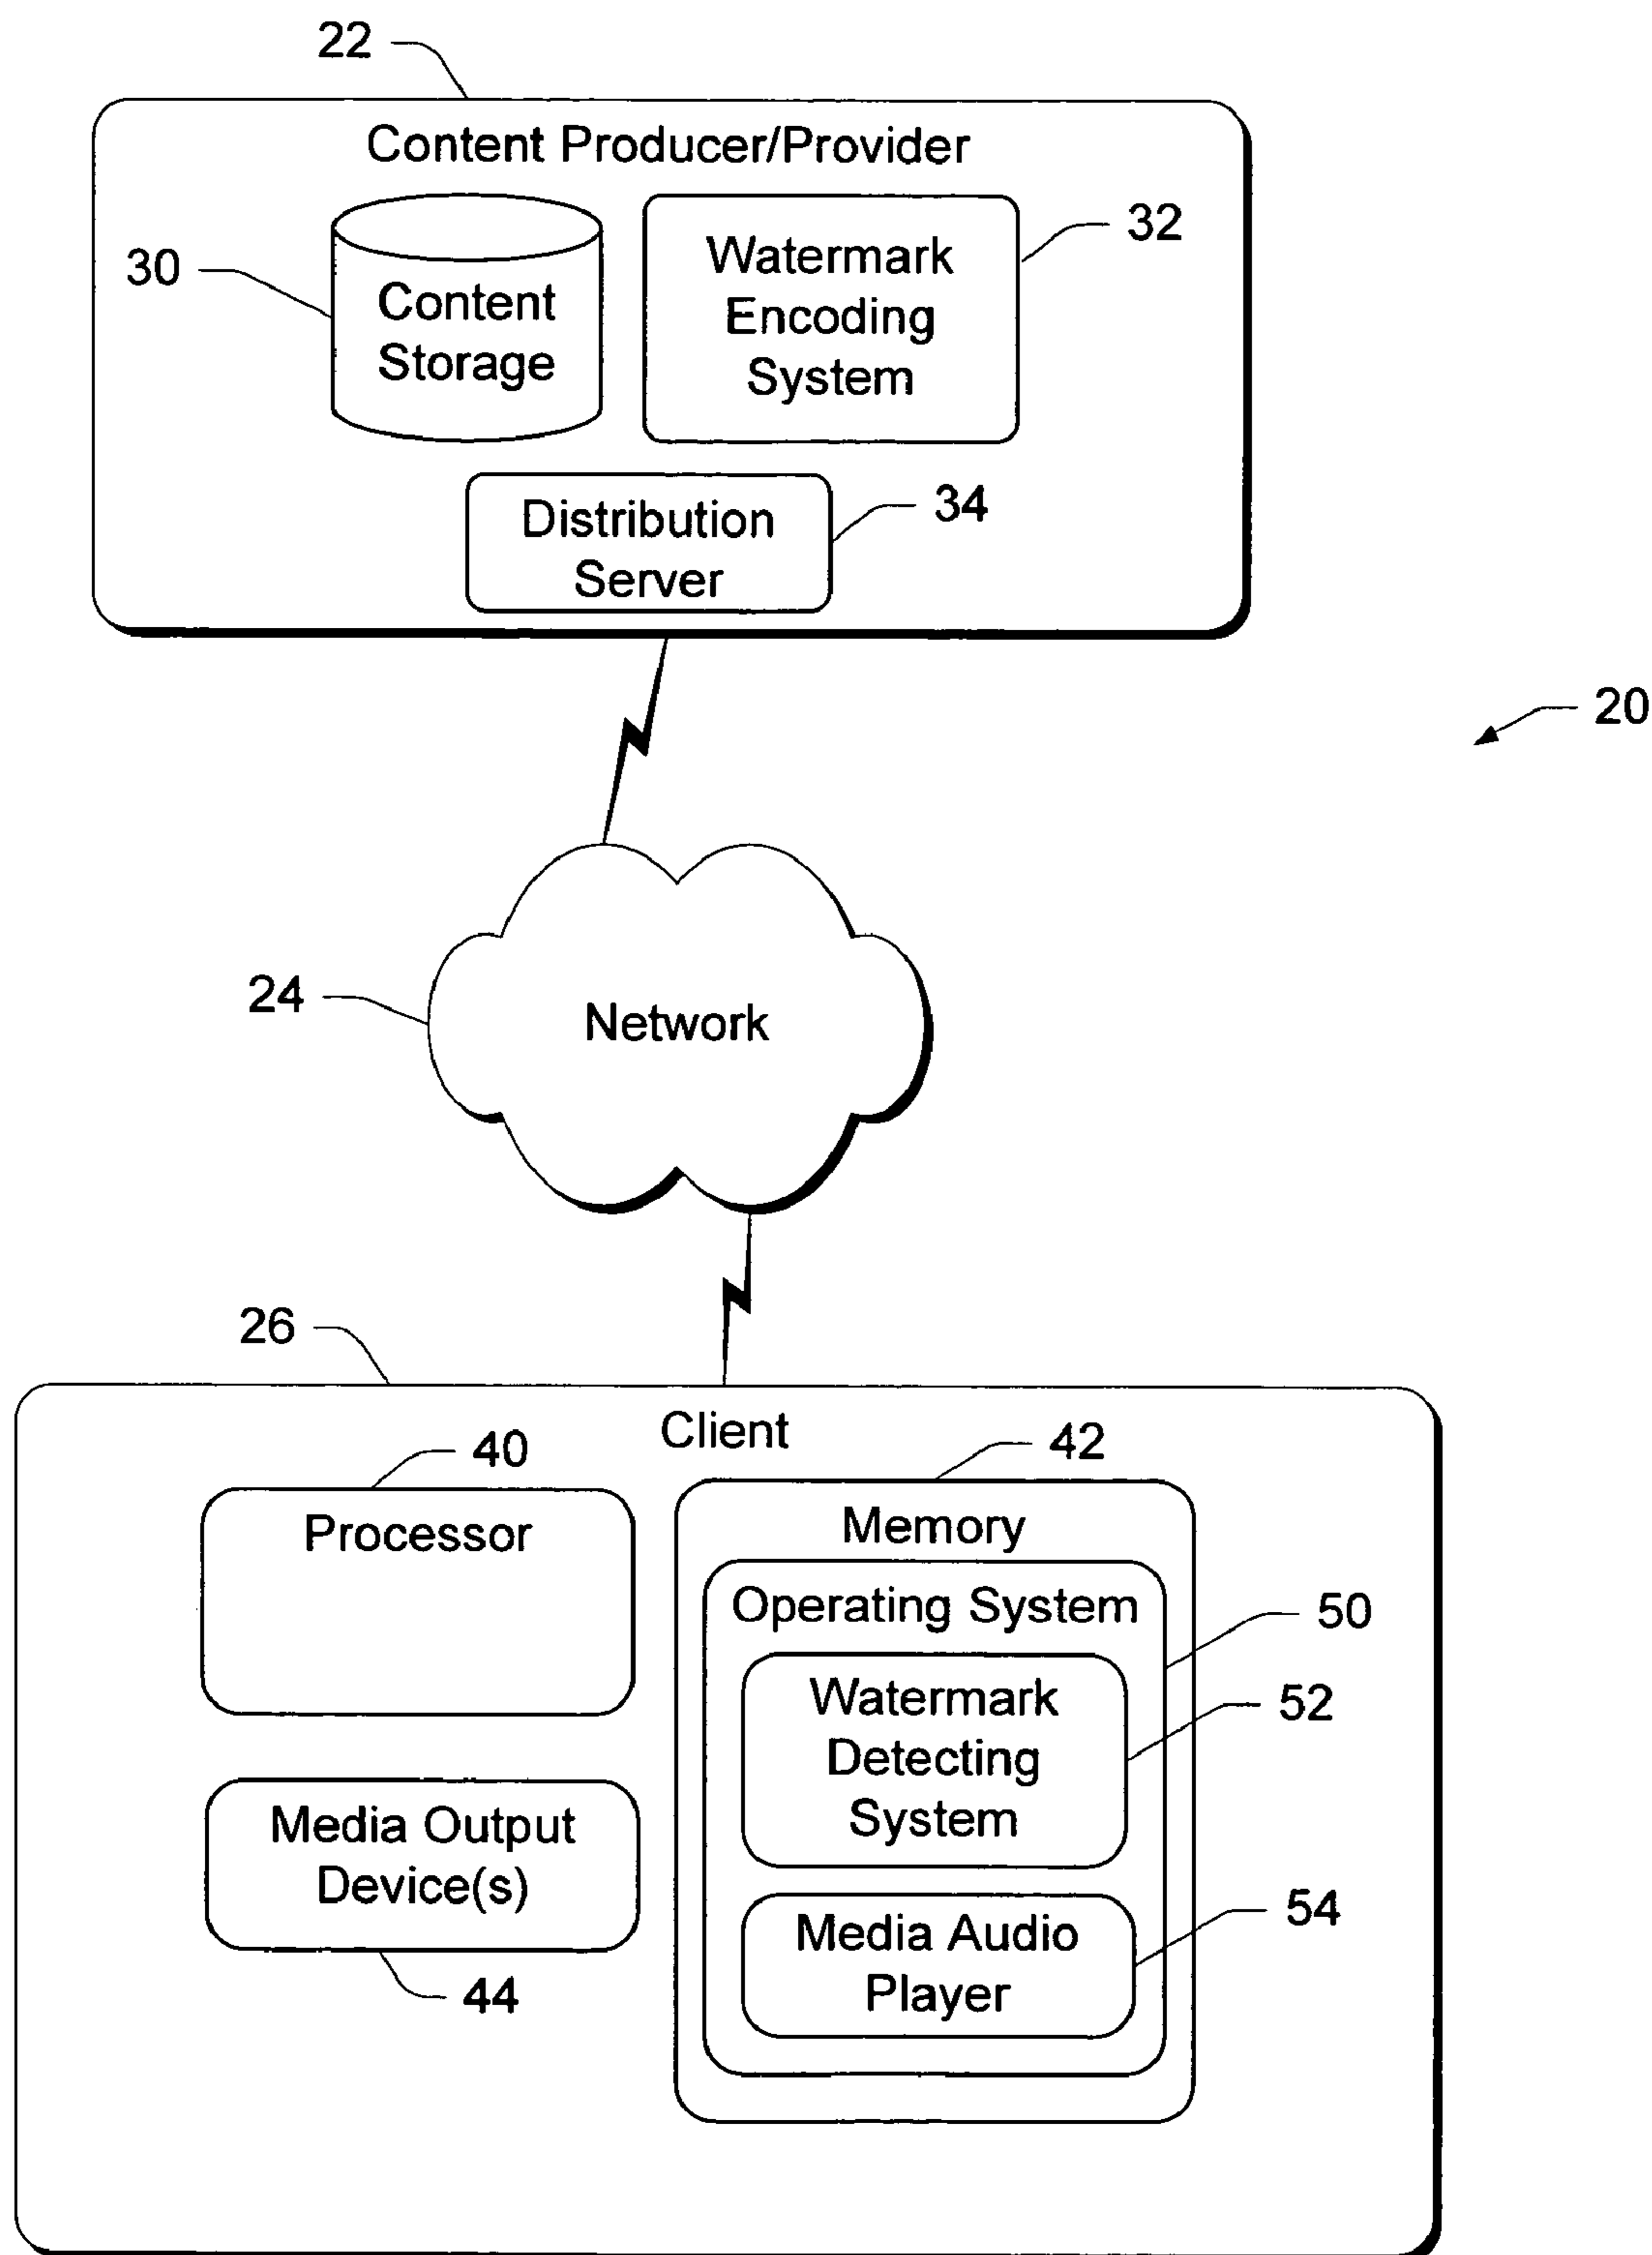 22
Content Producer/Provider
30
Content
Storage
Watermark
Encoding
System
32
Distribution
Server
34
20
24
Network
26
Client
40
Processor
42
Memory
Operating System
50
Watermark
Detecting
System
52
Media Output
Device(s)
44
Media Audio
Player
54